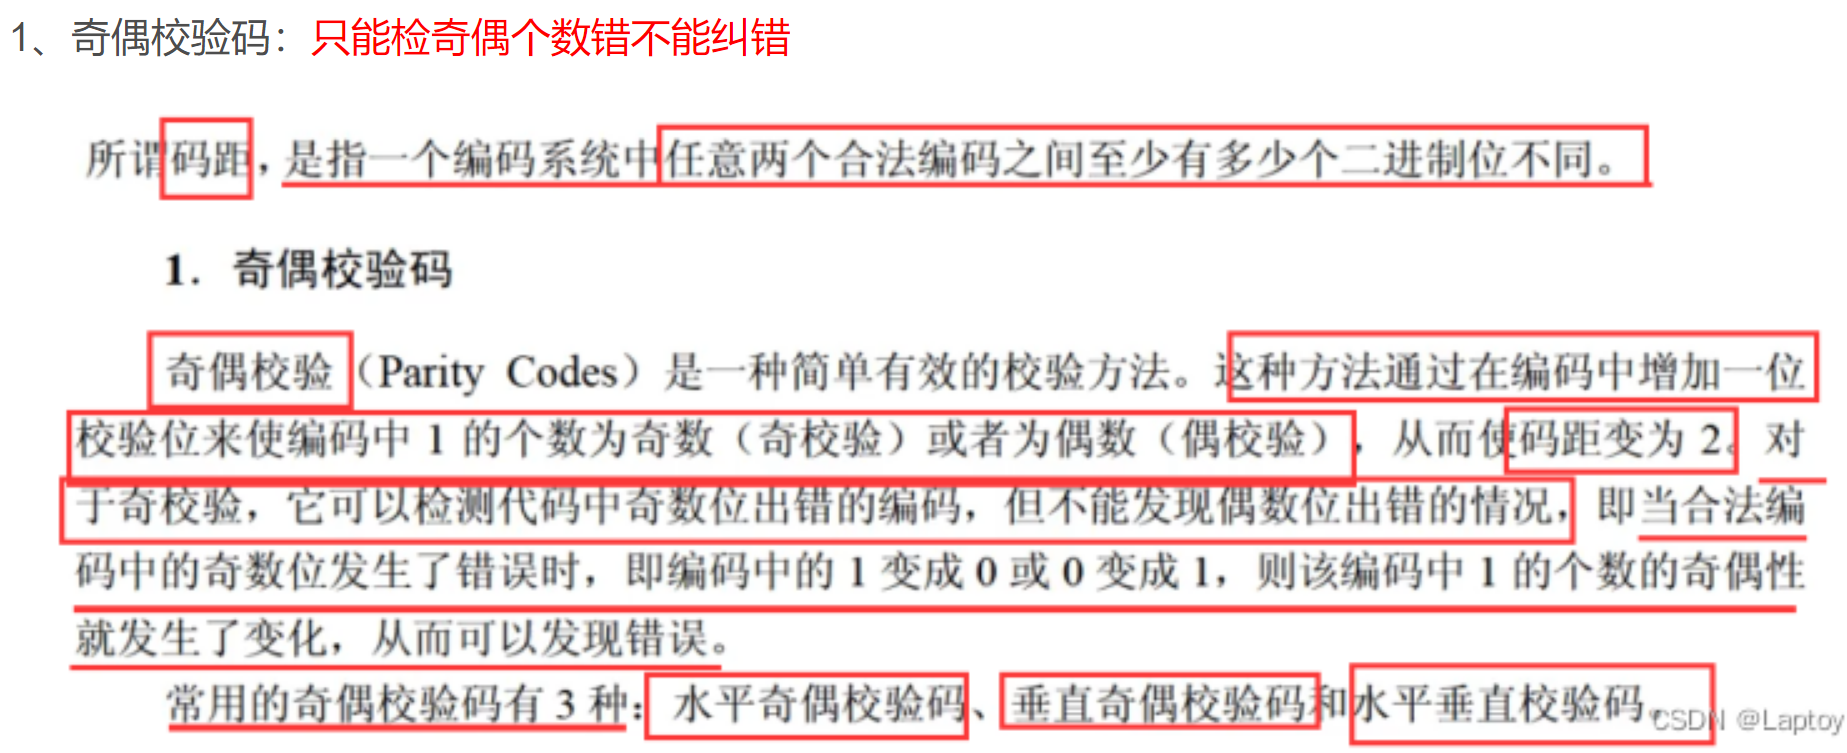 1、奇偶校验码：只能检奇偶个数错不能纠错
所谓码距，是指一个编码系统中任意两个合法编码之间至少有多少个二进制位不同。
1．奇偶校验码
奇偶校验（Parity Codes）是一种简单有效的校验方法。这种方法通过在编码中增加一位
校验位来使编码中 1 的个数为奇数（奇校验）或者为偶数（偶校验），从而使码距变为 2。对
于奇校验，它可以检测代码中奇数位出错的编码，但不能发现偶数位出错的情况，即当合法编
码中的奇数位发生了错误时，即编码中的 1 变成 0 或 0 变成 1，则该编码中 1 的个数的奇偶性
就发生了变化，从而可以发现错误。
常用的奇偶校验码有 3 种：水平奇偶校验码、垂直奇偶校验码和水平垂直校验码。
CSDN @Laptoy